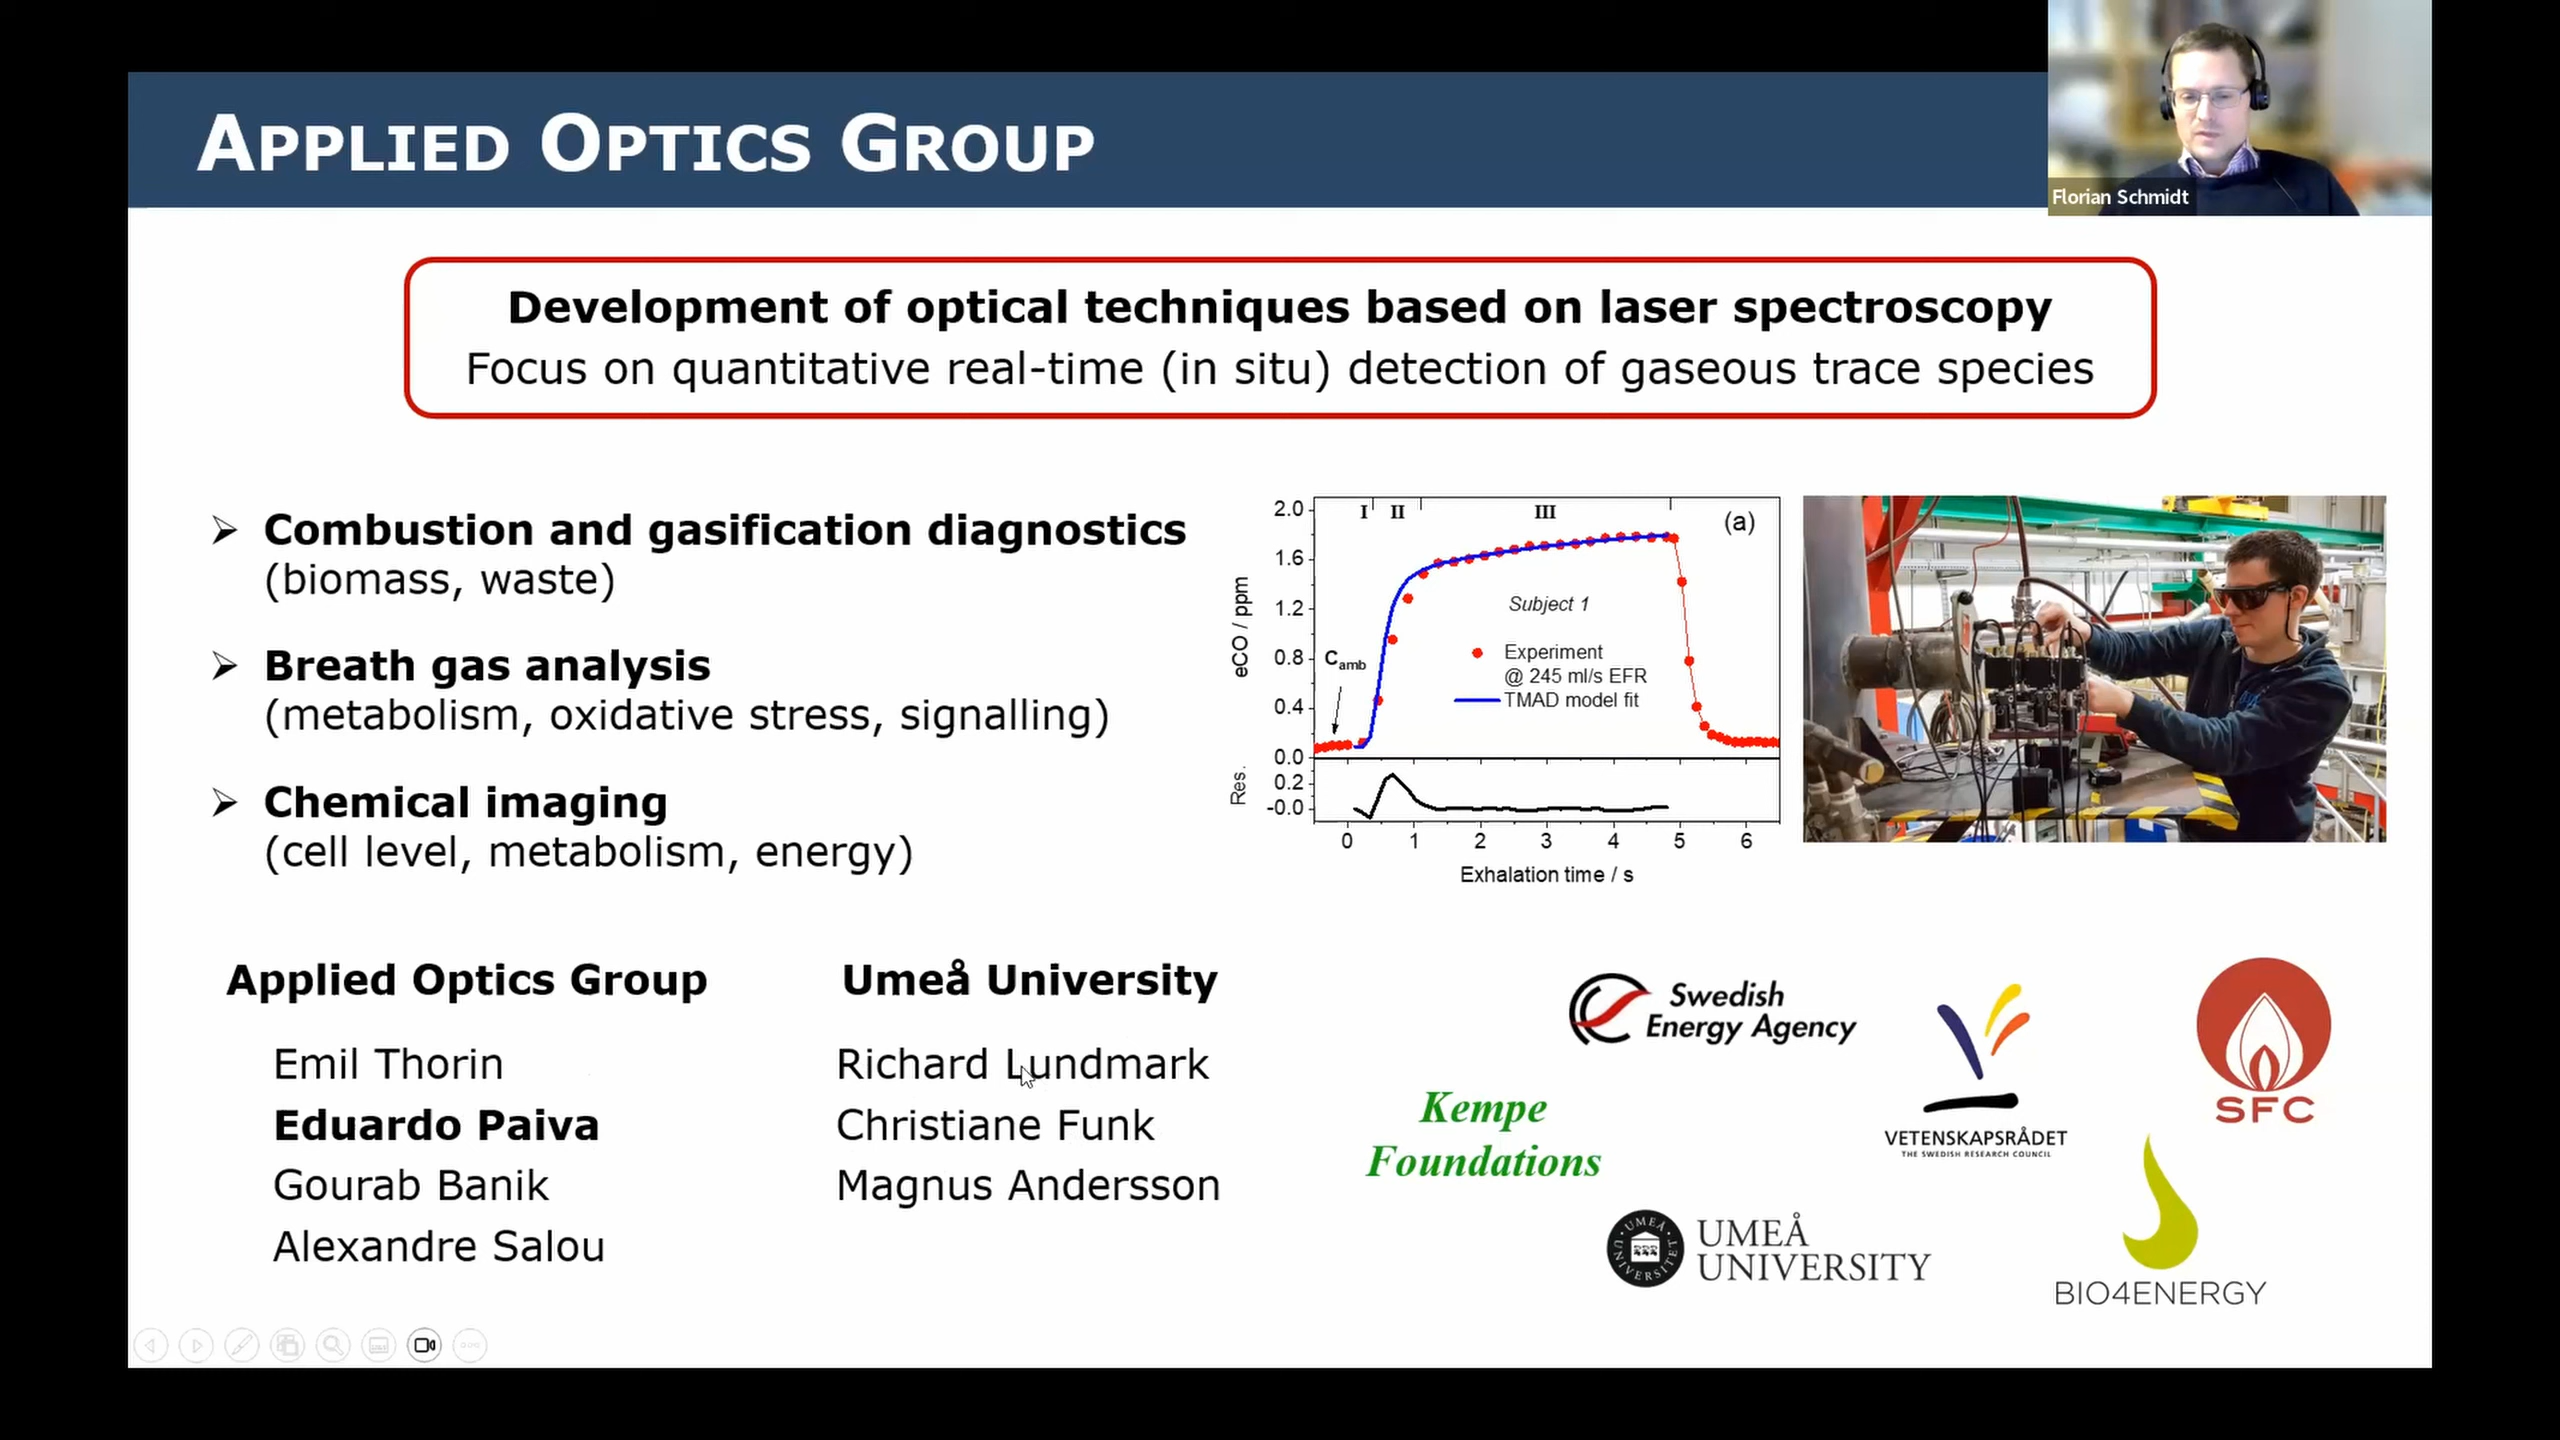 APPLIED OPTICS GROUP
Florian Schmidt
Development of optical techniques based on laser spectroscopy
Focus on quantitative real-time (in situ) detection of gaseous trace species
➢ Combustion and gasification diagnostics
(biomass, waste)
➢ Breath gas analysis
(metabolism, oxidative stress, signalling)
➢ Chemical imaging
(cell level, metabolism, energy)
I II III
(a)
2.0
1.6
1.2
0.8
0.4
0.0
0.2
-0.0
eCO / ppm
Res.
Camb
Subject 1
Experiment
@ 245 ml/s EFR
TMAD model fit
0 1 2 3 4 5 6
Exhalation time / s
Applied Optics Group
Emil Thorin
Eduardo Paiva
Gourab Banik
Alexandre Salou
Umeå University
Richard Lundmark
Christiane Funk
Magnus Andersson
Swedish
Energy Agency
Kempe
Foundations
VETENSKAPSRÅDET
THE SWEDISH RESEARCH COUNCIL
SFC
UMEÅ UNIVERSITET
UMEÅ
UNIVERSITY
BIO4ENERGY